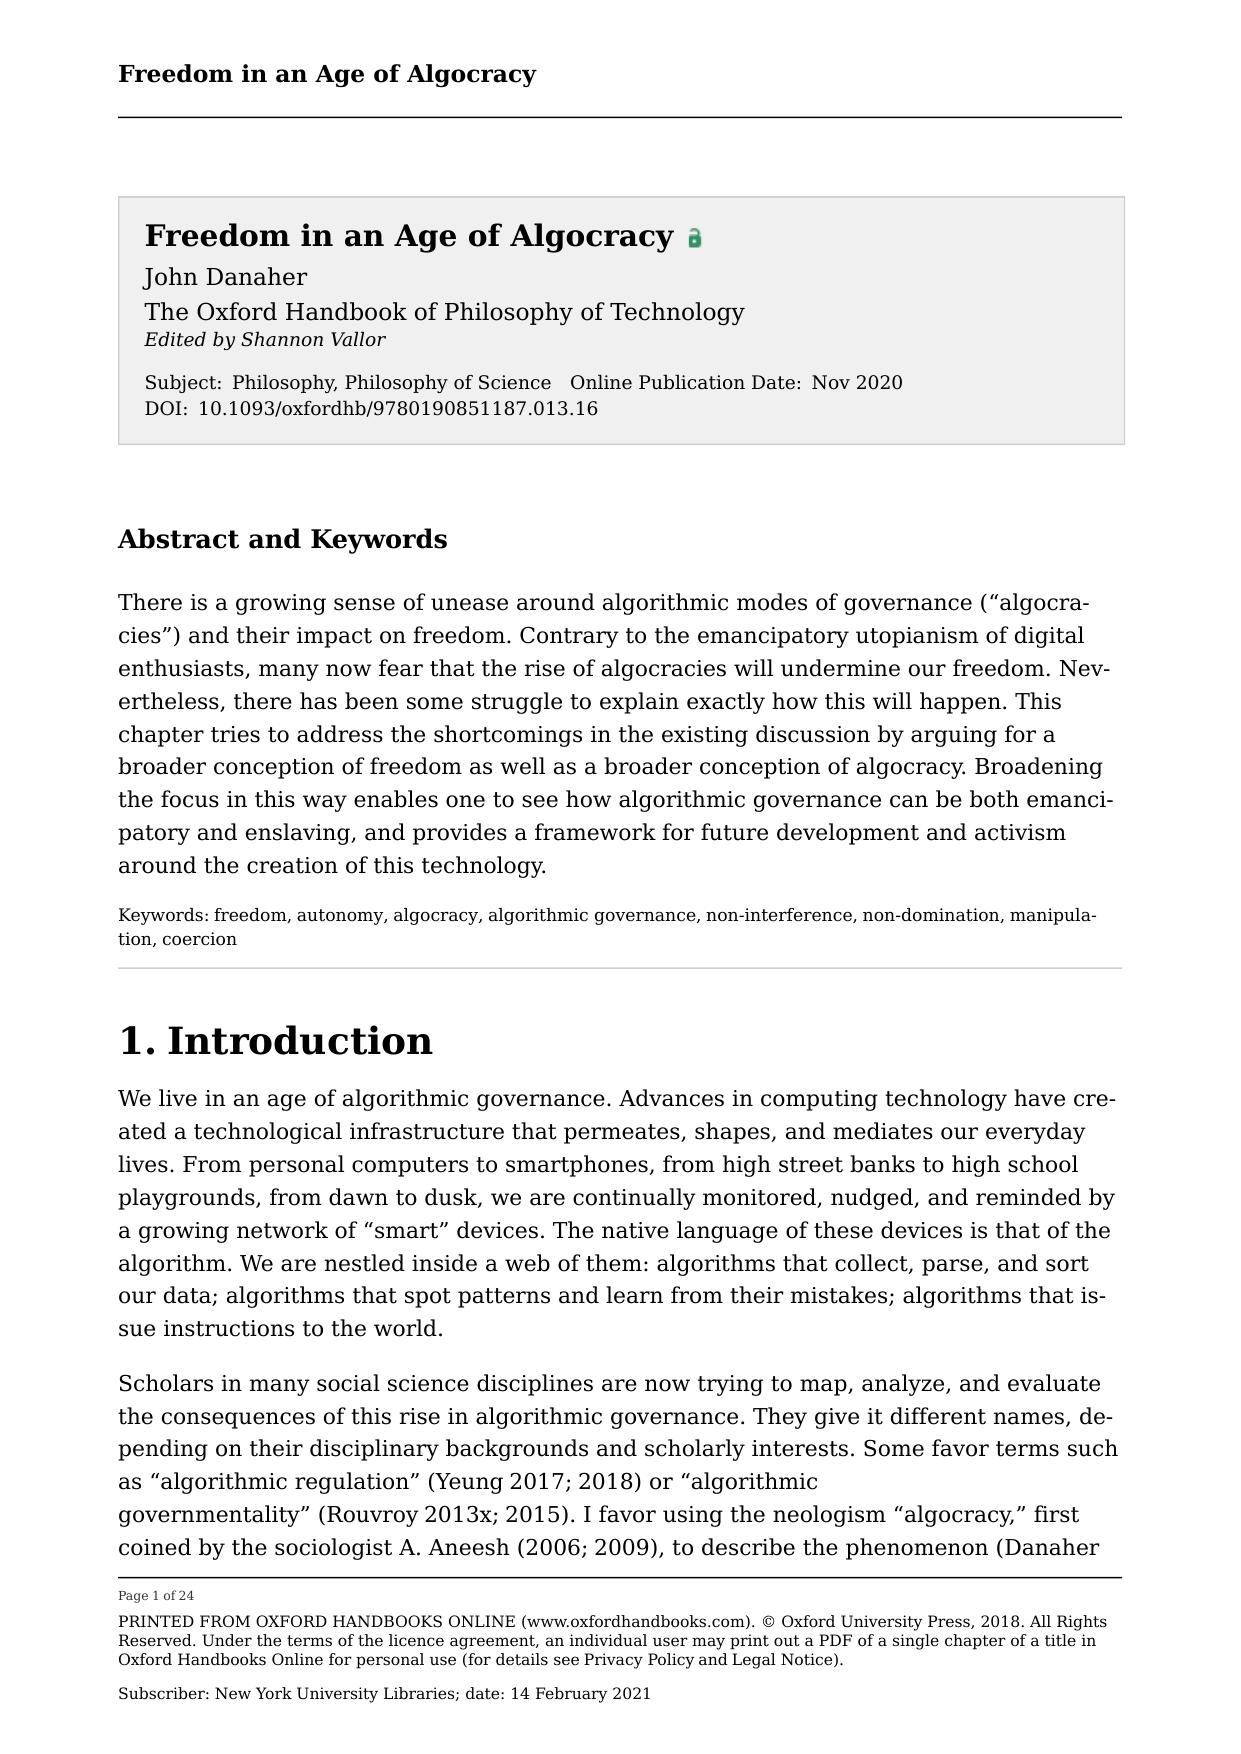 Freedom in an Age of Algocracy
Freedom in an Age of Algocracy
John Danaher
The Oxford Handbook of Philosophy of Technology
Edited by Shannon Vallor
Subject: Philosophy, Philosophy of Science Online Publication Date: Nov 2020
DOI: 10.1093/oxfordhb/9780190851187.013.16
Abstract and Keywords
There is a growing sense of unease around algorithmic modes of governance (“algocra-
cies”) and their impact on freedom. Contrary to the emancipatory utopianism of digital
enthusiasts, many now fear that the rise of algocracies will undermine our freedom. Nev-
ertheless, there has been some struggle to explain exactly how this will happen. This
chapter tries to address the shortcomings in the existing discussion by arguing for a
broader conception of freedom as well as a broader conception of algocracy. Broadening
the focus in this way enables one to see how algorithmic governance can be both emanci-
patory and enslaving, and provides a framework for future development and activism
around the creation of this technology.
Keywords: freedom, autonomy, algocracy, algorithmic governance, non-interference, non-domination, manipula-
tion, coercion
1. Introduction
We live in an age of algorithmic governance. Advances in computing technology have cre-
ated a technological infrastructure that permeates, shapes, and mediates our everyday
lives. From personal computers to smartphones, from high street banks to high school
playgrounds, from dawn to dusk, we are continually monitored, nudged, and reminded by
a growing network of “smart” devices. The native language of these devices is that of the
algorithm. We are nestled inside a web of them: algorithms that collect, parse, and sort
our data; algorithms that spot patterns and learn from their mistakes; algorithms that is-
sue instructions to the world.
Scholars in many social science disciplines are now trying to map, analyze, and evaluate
the consequences of this rise in algorithmic governance. They give it different names, de-
pending on their disciplinary backgrounds and scholarly interests. Some favor terms such
as “algorithmic regulation” (Yeung 2017; 2018) or “algorithmic
governmentality” (Rouvroy 2013x; 2015). I favor using the neologism “algocracy,” first
coined by the sociologist A. Aneesh (2006; 2009), to describe the phenomenon (Danaher
Page 1 of 24
PRINTED FROM OXFORD HANDBOOKS ONLINE (www.oxfordhandbooks.com). © Oxford University Press, 2018. All Rights
Reserved. Under the terms of the licence agreement, an individual user may print out a PDF of a single chapter of a title in
Oxford Handbooks Online for personal use (for details see Privacy Policy and Legal Notice).
Subscriber: New York University Libraries; date: 14 February 2021